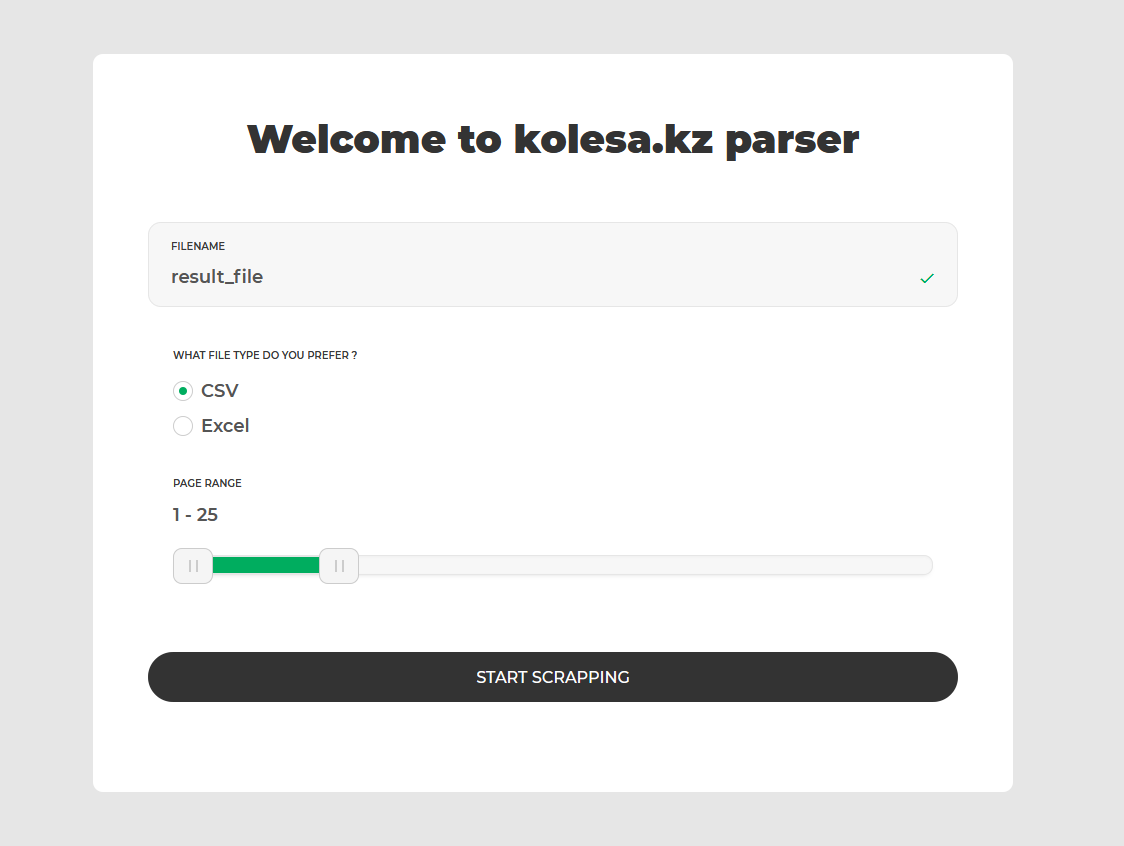 Welcome to kolesa.kz parser
FILENAME
result_file
WHAT FILE TYPE DO YOU PREFER ?
CSV
Excel
PAGE RANGE
1 - 25
START SCRAPPING